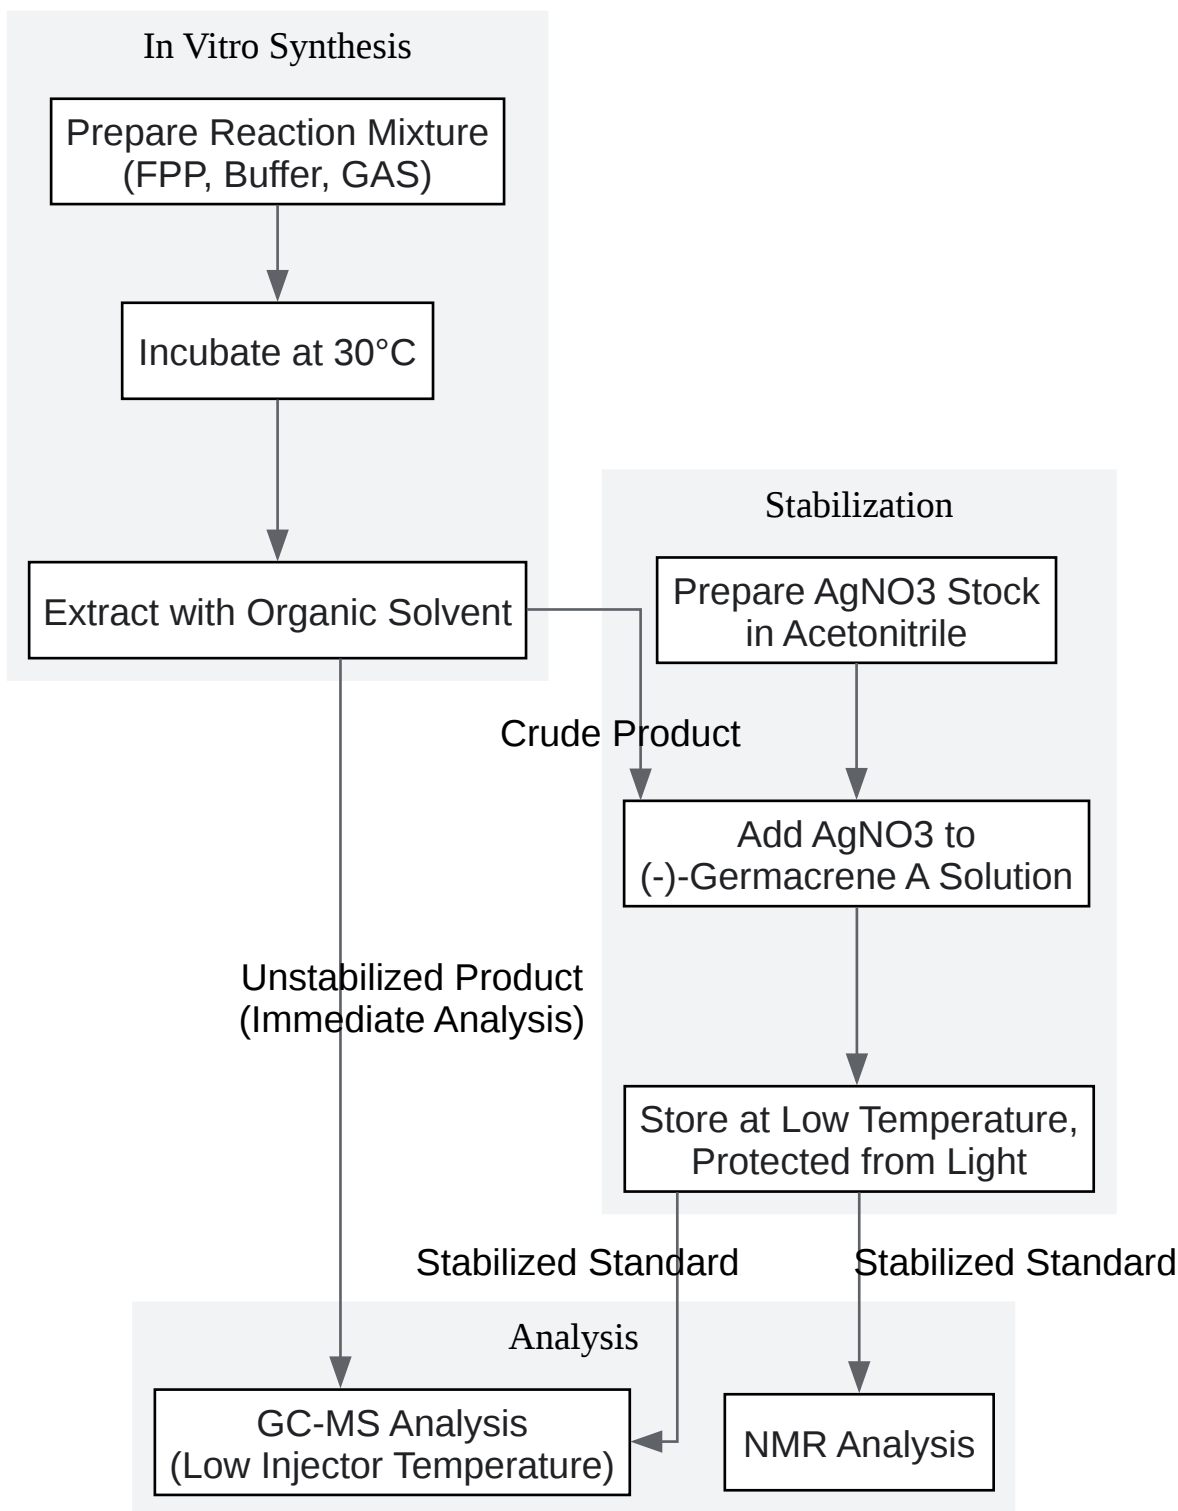 In Vitro Synthesis
Prepare Reaction Mixture
(FPP, Buffer, GAS)
Incubate at 30°C
Extract with Organic Solvent
Stabilization
Prepare AgNO3 Stock
in Acetonitrile
Crude Product
Add AgNO3 to
(-)-Germacrene A Solution
Unstabilized Product
(Immediate Analysis)
Store at Low Temperature,
Protected from Light
Stabilized Standard
Stabilized Standard
Analysis
GC-MS Analysis
(Low Injector Temperature)
NMR Analysis